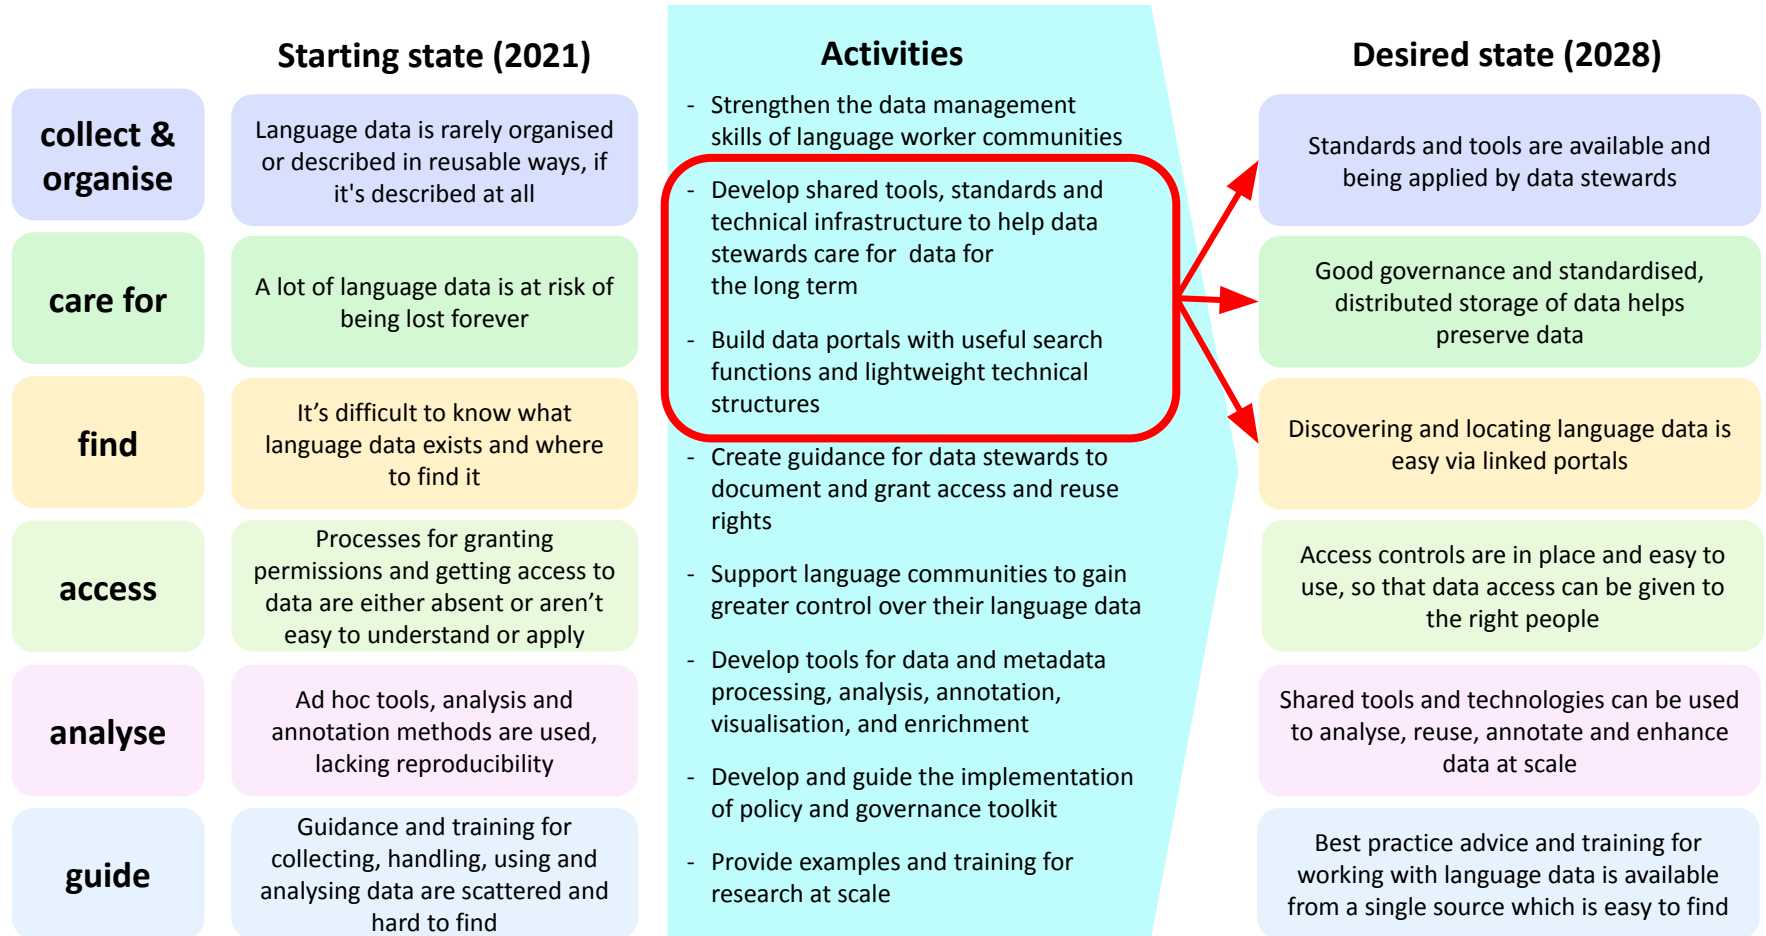 Starting state (2021)
Activities
Desired state (2028)
collect &
organise
Language data is rarely organised
or described in reusable ways, if
it's described at all
care for
A lot of language data is at risk of
being lost forever
find
It’s difficult to know what
language data exists and where
to find it
access
Processes for granting
permissions and getting access to
data are either absent or aren’t
easy to understand or apply
analyse
Ad hoc tools, analysis and
annotation methods are used,
lacking reproducibility
guide
Guidance and training for
collecting, handling, using and
analysing data are scattered and
hard to find
- Strengthen the data management
skills of language worker communities
- Develop shared tools, standards and
technical infrastructure to help data
stewards care for data for
the long term
- Build data portals with useful search
functions and lightweight technical
structures
- Create guidance for data stewards to
document and grant access and reuse
rights
- Support language communities to gain
greater control over their language data
- Develop tools for data and metadata
processing, analysis, annotation,
visualisation, and enrichment
- Develop and guide the implementation
of policy and governance toolkit
- Provide examples and training for
research at scale
Standards and tools are available and
being applied by data stewards
Good governance and standardised,
distributed storage of data helps
preserve data
Discovering and locating language data is
easy via linked portals
Access controls are in place and easy to
use, so that data access can be given to
the right people
Shared tools and technologies can be used
to analyse, reuse, annotate and enhance
data at scale
Best practice advice and training for
working with language data is available
from a single source which is easy to find